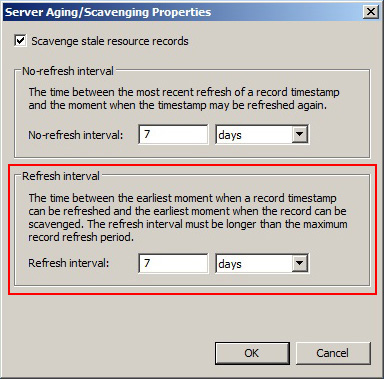 Server Aging/Scavenging Properties
Scavenge stale resource records
No-refresh interval
The time between the most recent refresh of a record timestamp
and the moment when the timestamp may be refreshed again.
No-refresh interval: 7 days
Refresh interval
The time between the earliest moment when a record timestamp
can be refreshed and the earliest moment when the record can be
scavenged. The refresh interval must be longer than the maximum
record refresh period.
Refresh interval: 7 days
OK Cancel